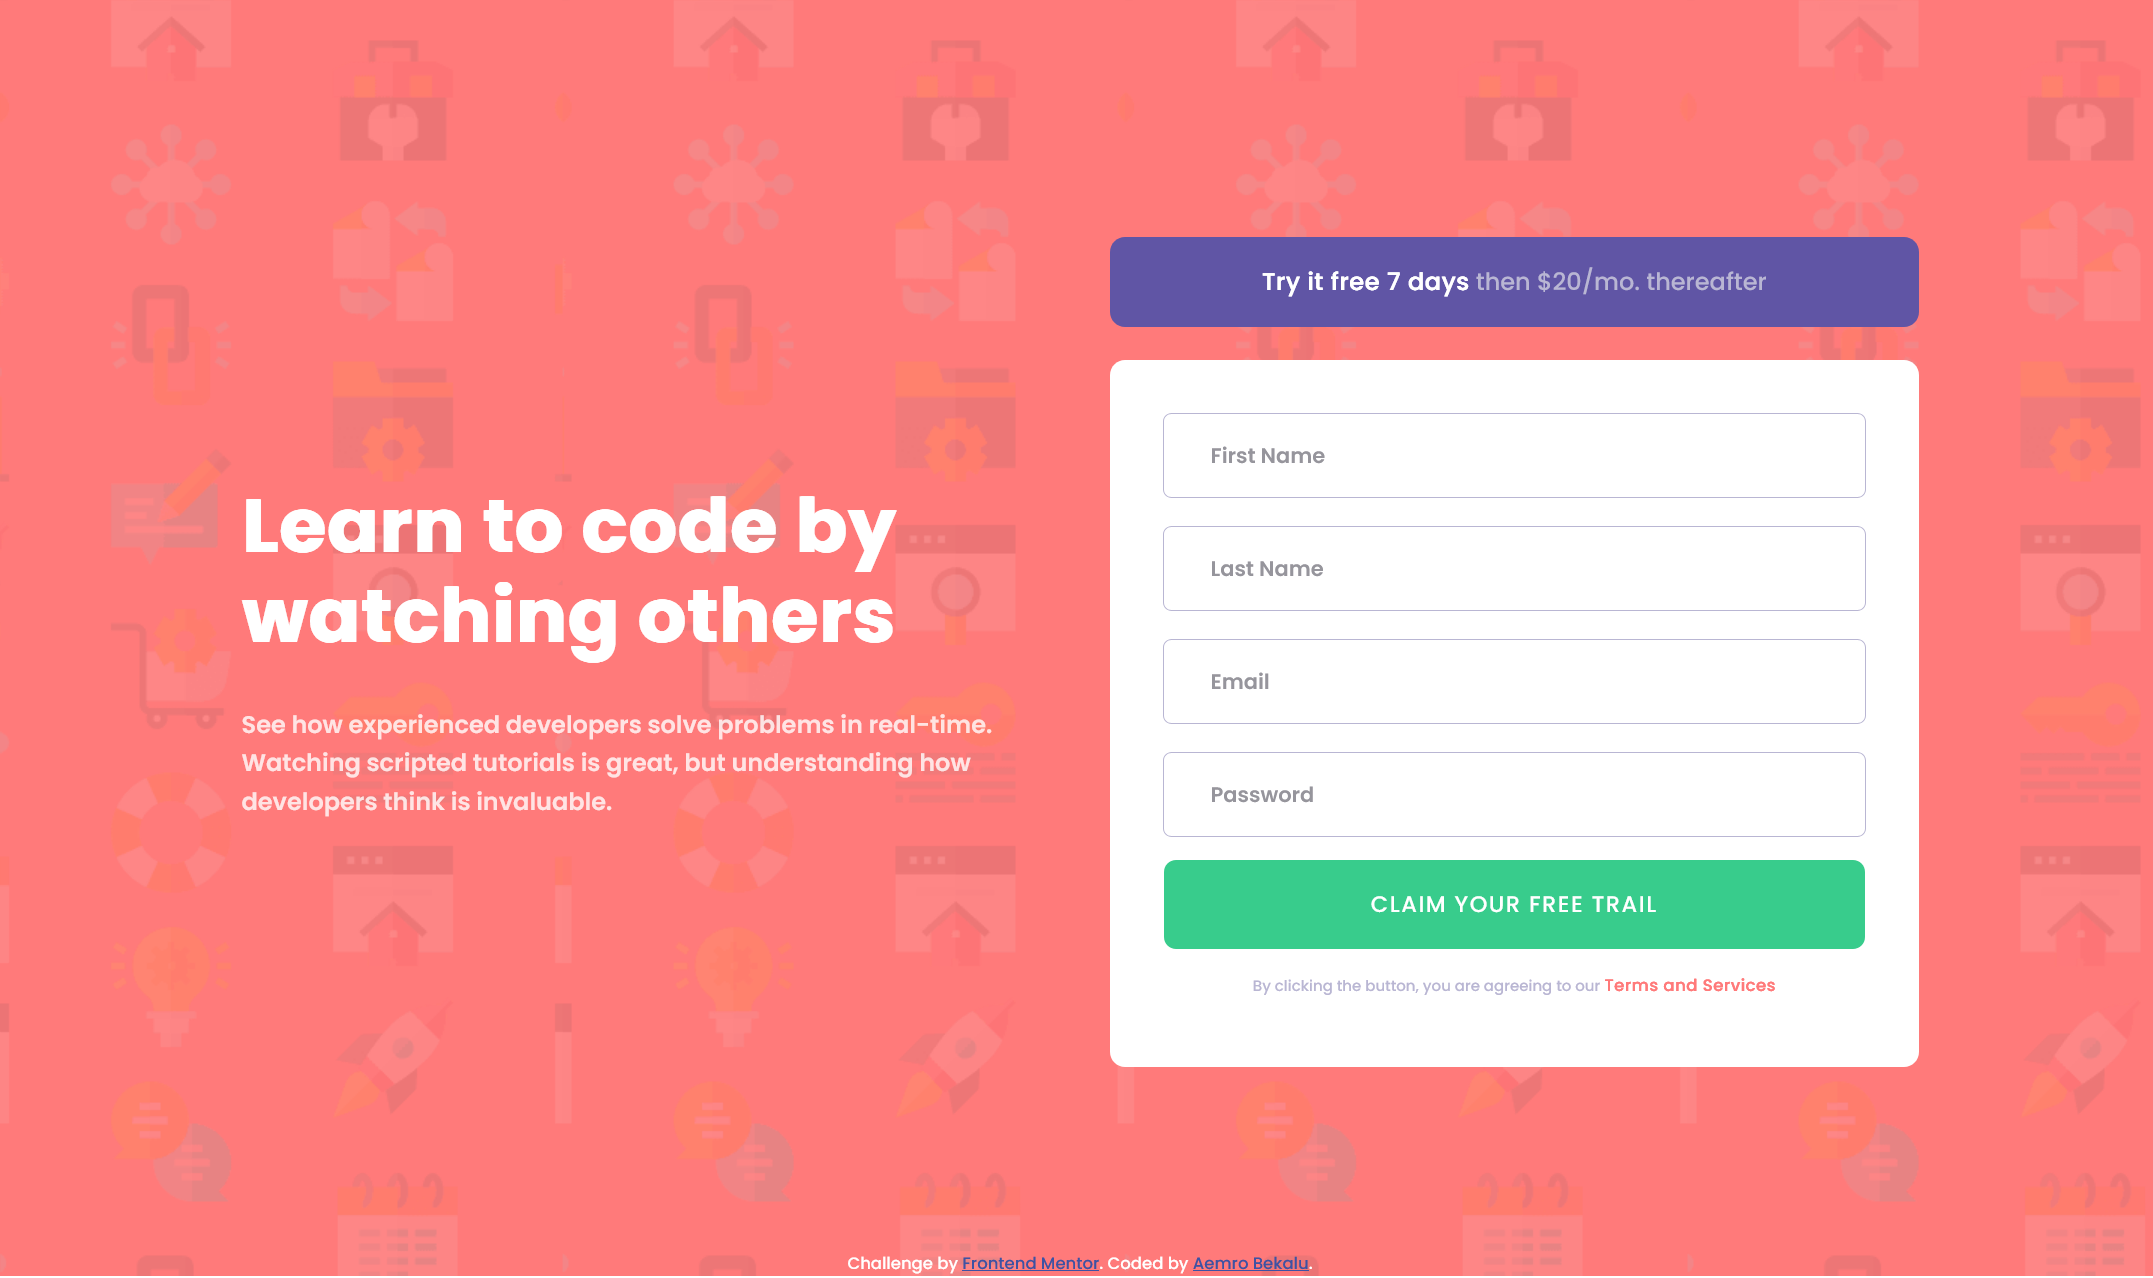 Learn to code by
watching others
See how experienced developers solve problems in real-time.
Watching scripted tutorials is great, but understanding how
developers think is invaluable.
Try it free 7 days then $20/mo. thereafter
First Name
Last Name
Email
Password
CLAIM YOUR FREE TRAIL
By clicking the button, you are agreeing to our Terms and Services
Challenge by Frontend Mentor. Coded by Aemro Bekalu.